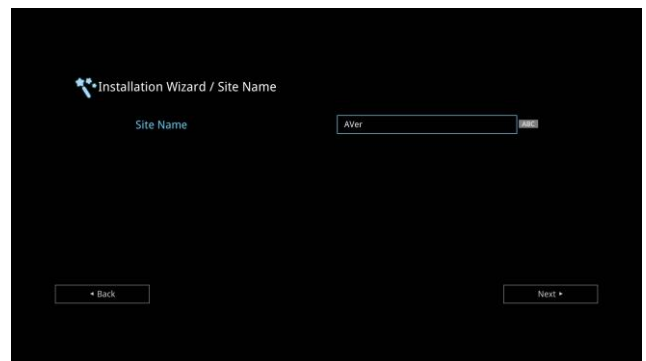 Installation Wizard / Site Name
Site Name AVer ABC
◂ Back Next ▸